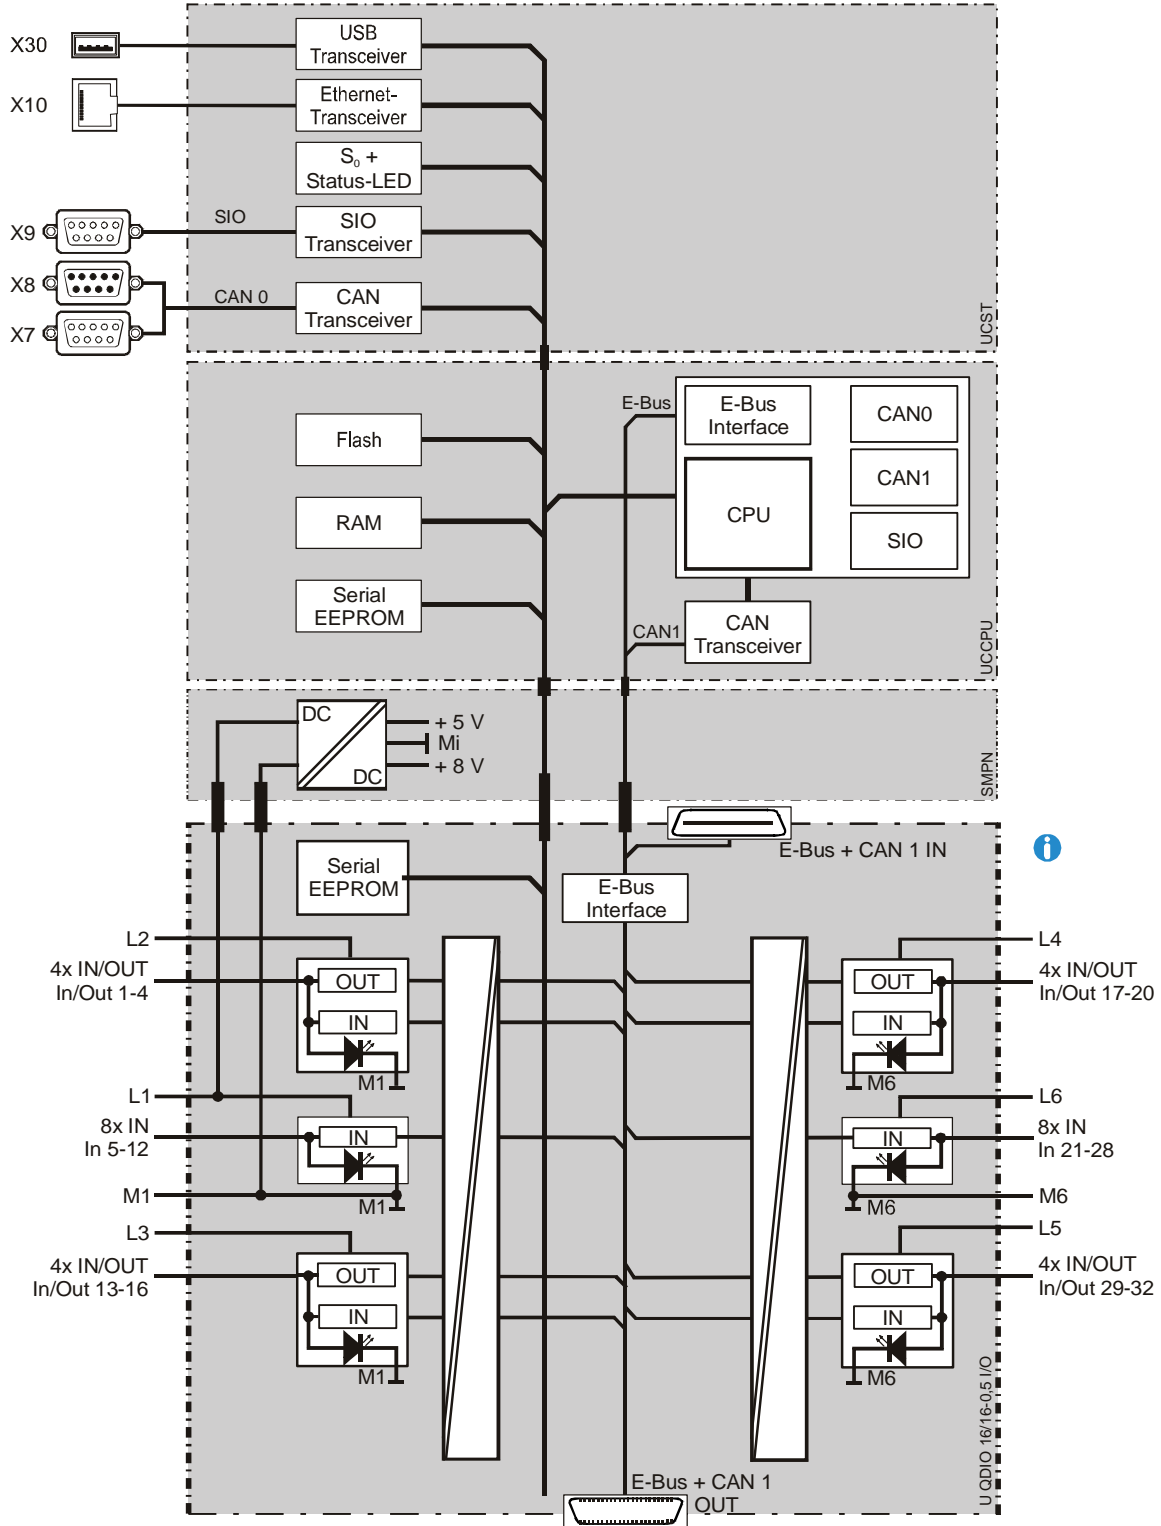 X30
USB
Transceiver
X10
Ethernet-
Transceiver
S₀ +
Status-LED
X9
SIO
SIO
Transceiver
X8
CAN 0
CAN
Transceiver
X7
UCST
E-Bus
E-Bus
Interface
CAN0
Flash
CAN1
CPU
RAM
SIO
Serial
EEPROM
CAN1
CAN
Transceiver
UCCPU
DC
DC
+ 5 V
Mi
+ 8 V
SMPN
E-Bus + CAN 1 IN
i
Serial
EEPROM
E-Bus
Interface
L2
4x IN/OUT
In/Out 1-4
OUT
IN
M1
L4
4x IN/OUT
In/Out 17-20
OUT
IN
M6
L1
8x IN
In 5-12
IN
M1
M1
L6
8x IN
In 21-28
IN
M6
M6
L3
4x IN/OUT
In/Out 13-16
OUT
IN
M1
L5
4x IN/OUT
In/Out 29-32
OUT
IN
M6
U QDIO 16/16-0,5 I/O
E-Bus + CAN 1
OUT